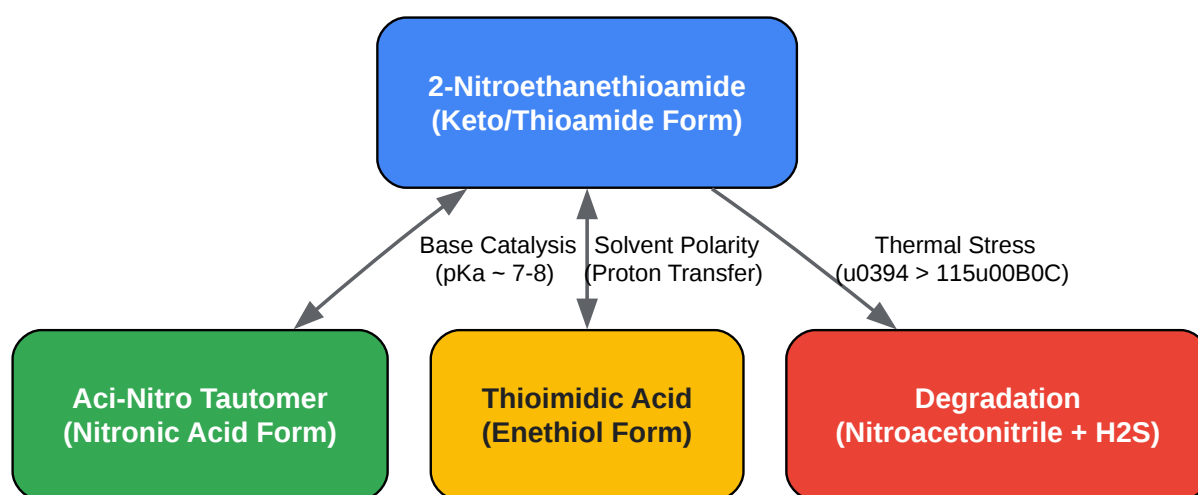 2-Nitroethanethioamide
(Keto/Thioamide Form)
Base Catalysis
(pKa ~ 7-8)
Solvent Polarity
(Proton Transfer)
Thermal Stress
(u0394 > 115u00B0C)
Aci-Nitro Tautomer
(Nitronic Acid Form)
Thioimidic Acid
(Enethiol Form)
Degradation
(Nitroacetonitrile + H2S)